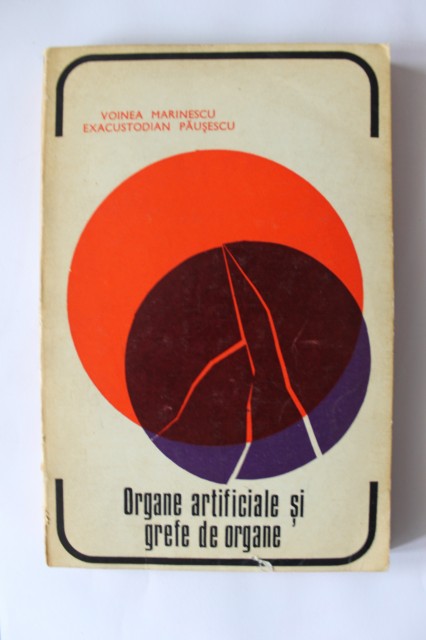 VOINEA MARINESCU
EXACUSTODIAN PĂUȘESCU
Organe artificiale și
grefe de organe